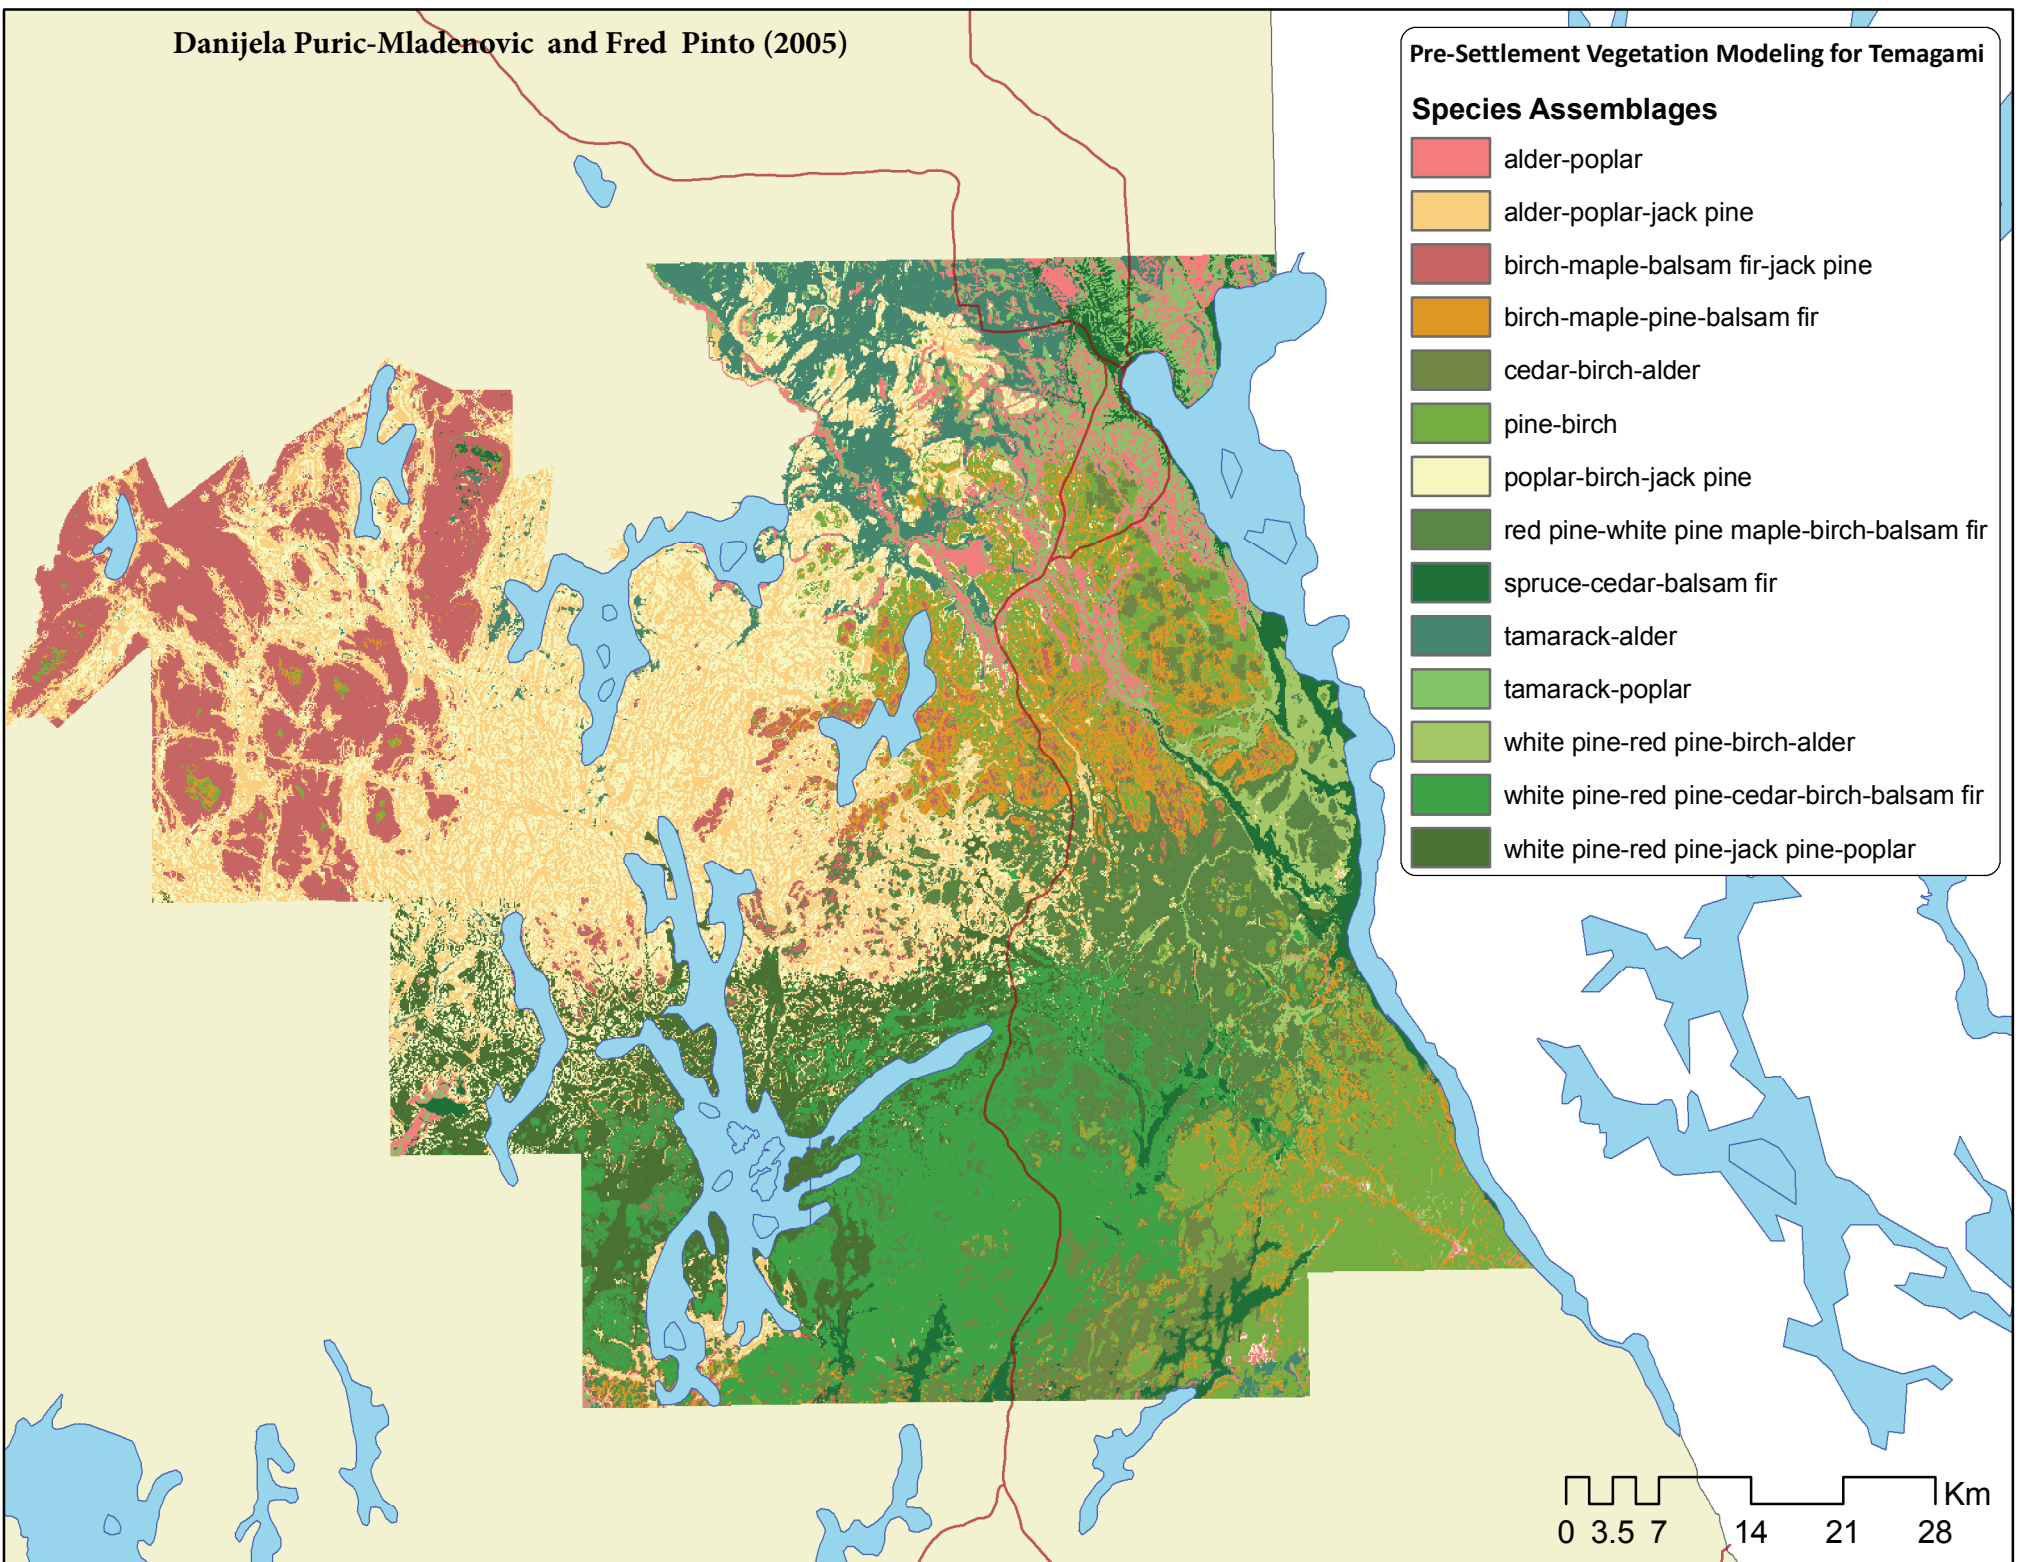 Danijela Puric-Mladenovic and Fred Pinto (2005)
Pre-Settlement Vegetation Modeling for Temagami
Species Assemblages
alder-poplar
alder-poplar-jack pine
birch-maple-balsam fir-jack pine
birch-maple-pine-balsam fir
cedar-birch-alder
pine-birch
poplar-birch-jack pine
red pine-white pine maple-birch-balsam fir
spruce-cedar-balsam fir
tamarack-alder
tamarack-poplar
white pine-red pine-birch-alder
white pine-red pine-cedar-birch-balsam fir
white pine-red pine-jack pine-poplar
Km
0 3.5 7 14 21 28